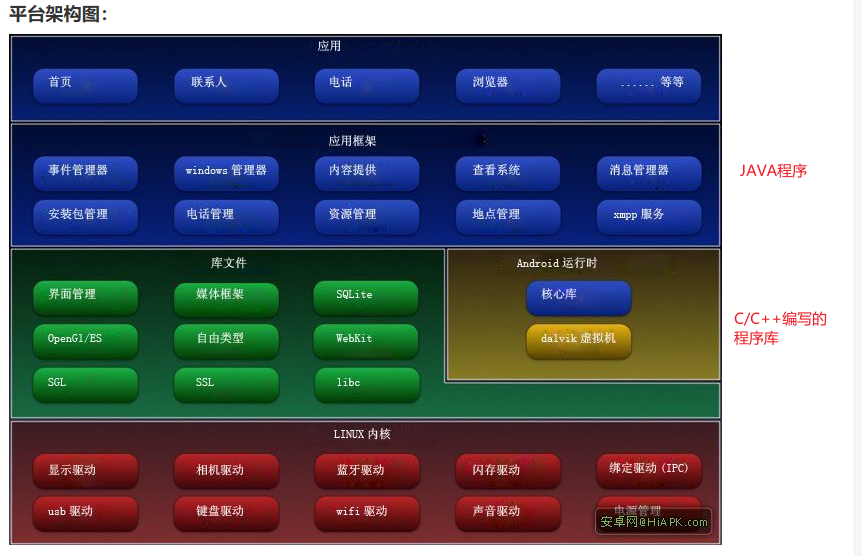 平台架构图：
应用
首页
联系人
电话
浏览器
...... 等等
应用框架
事件管理器
windows 管理器
内容提供
查看系统
消息管理器
JAVA程序
安装包管理
电话管理
资源管理
地点管理
xmpp 服务
库文件
界面管理
媒体框架
SQLite
OpenGl/ES
自由类型
WebKit
SGL
SSL
libc
Android 运行时
核心库
dalvik 虚拟机
C/C++编写的
程序库
LINUX 内核
显示驱动
相机驱动
蓝牙驱动
闪存驱动
绑定驱动 (IPC)
usb 驱动
键盘驱动
wifi 驱动
声音驱动
电源管理
安卓网@HiAPK.com